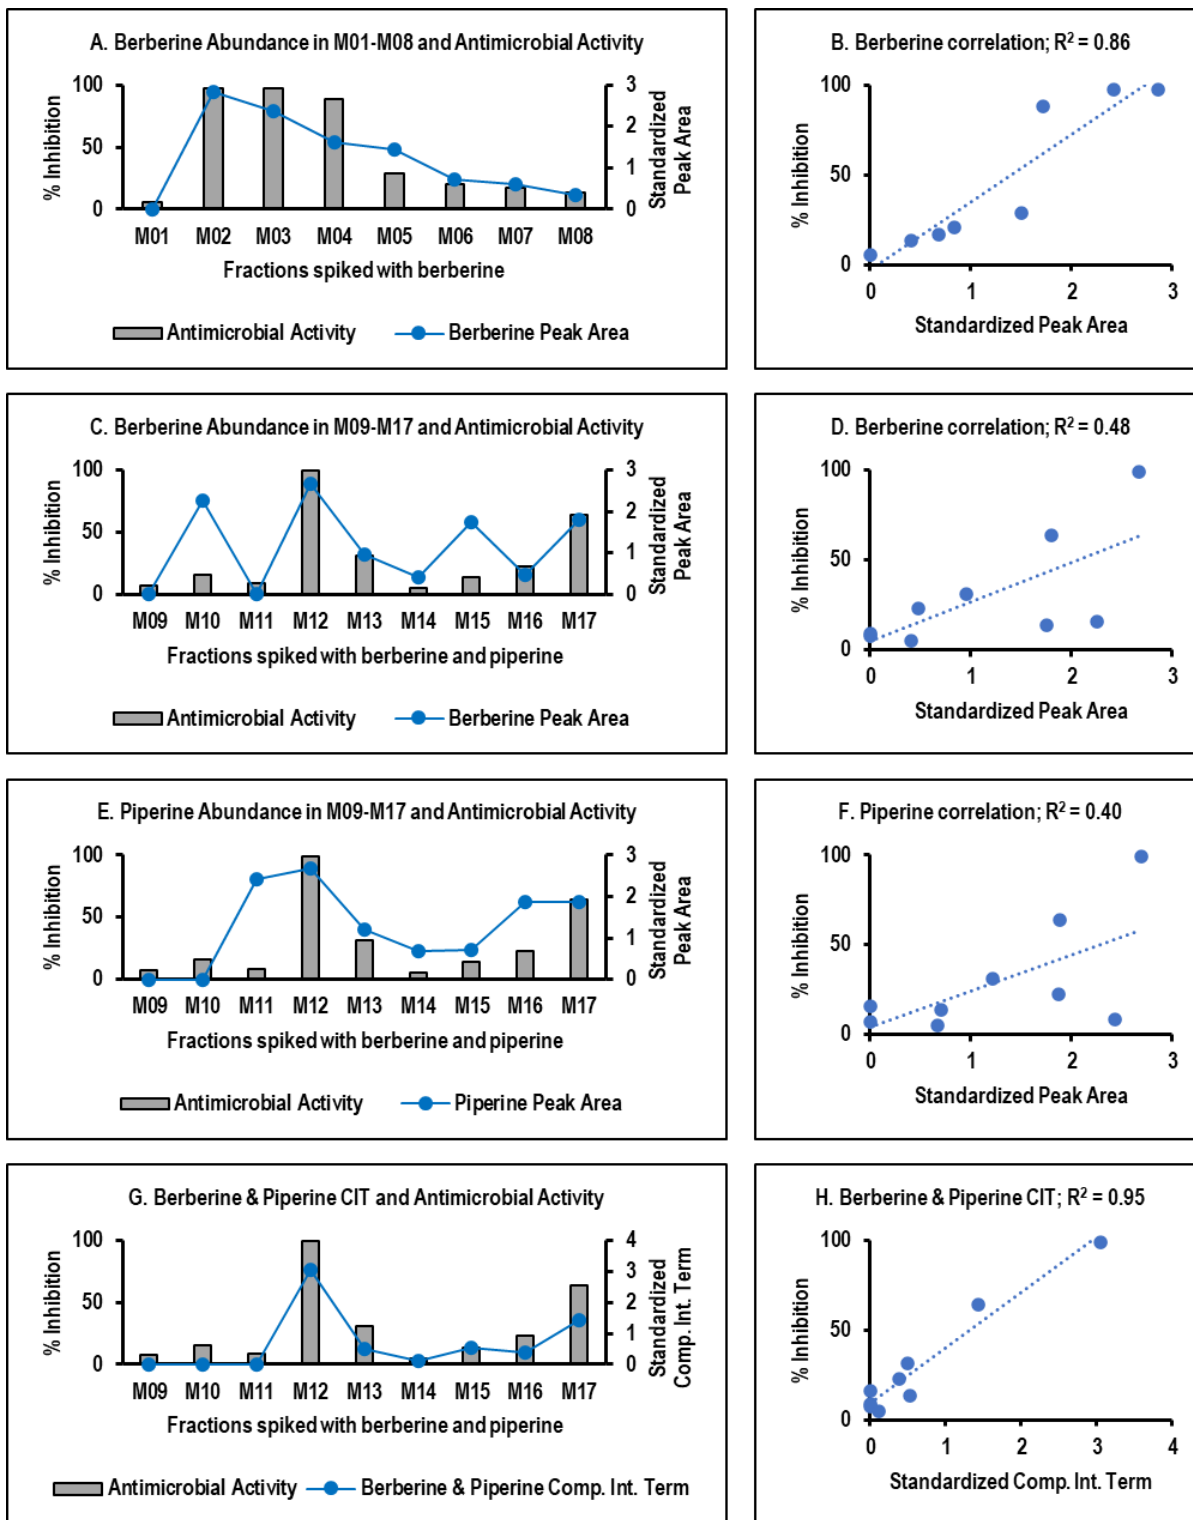 A. Berberine Abundance in M01-M08 and Antimicrobial Activity
% Inhibition
100
50
0
3
2
1
0
Standardized
Peak Area
M01 M02 M03 M04 M05 M06 M07 M08
Fractions spiked with berberine
Antimicrobial Activity Berberine Peak Area
B. Berberine correlation; R² = 0.86
% Inhibition
100
50
0
0 1 2 3
Standardized Peak Area
C. Berberine Abundance in M09-M17 and Antimicrobial Activity
% Inhibition
100
50
0
3
2
1
0
Standardized
Peak Area
M09 M10 M11 M12 M13 M14 M15 M16 M17
Fractions spiked with berberine and piperine
Antimicrobial Activity Berberine Peak Area
D. Berberine correlation; R² = 0.48
% Inhibition
100
50
0
0 1 2 3
Standardized Peak Area
E. Piperine Abundance in M09-M17 and Antimicrobial Activity
% Inhibition
100
50
0
3
2
1
0
Standardized
Peak Area
M09 M10 M11 M12 M13 M14 M15 M16 M17
Fractions spiked with berberine and piperine
Antimicrobial Activity Piperine Peak Area
F. Piperine correlation; R² = 0.40
% Inhibition
100
50
0
0 1 2 3
Standardized Peak Area
G. Berberine & Piperine CIT and Antimicrobial Activity
% Inhibition
100
50
0
4
3
2
1
0
Standardized
Comp. Int. Term
M09 M10 M11 M12 M13 M14 M15 M16 M17
Fractions spiked with berberine and piperine
Antimicrobial Activity Berberine & Piperine Comp. Int. Term
H. Berberine & Piperine CIT; R² = 0.95
% Inhibition
100
50
0
0 1 2 3 4
Standardized Comp. Int. Term